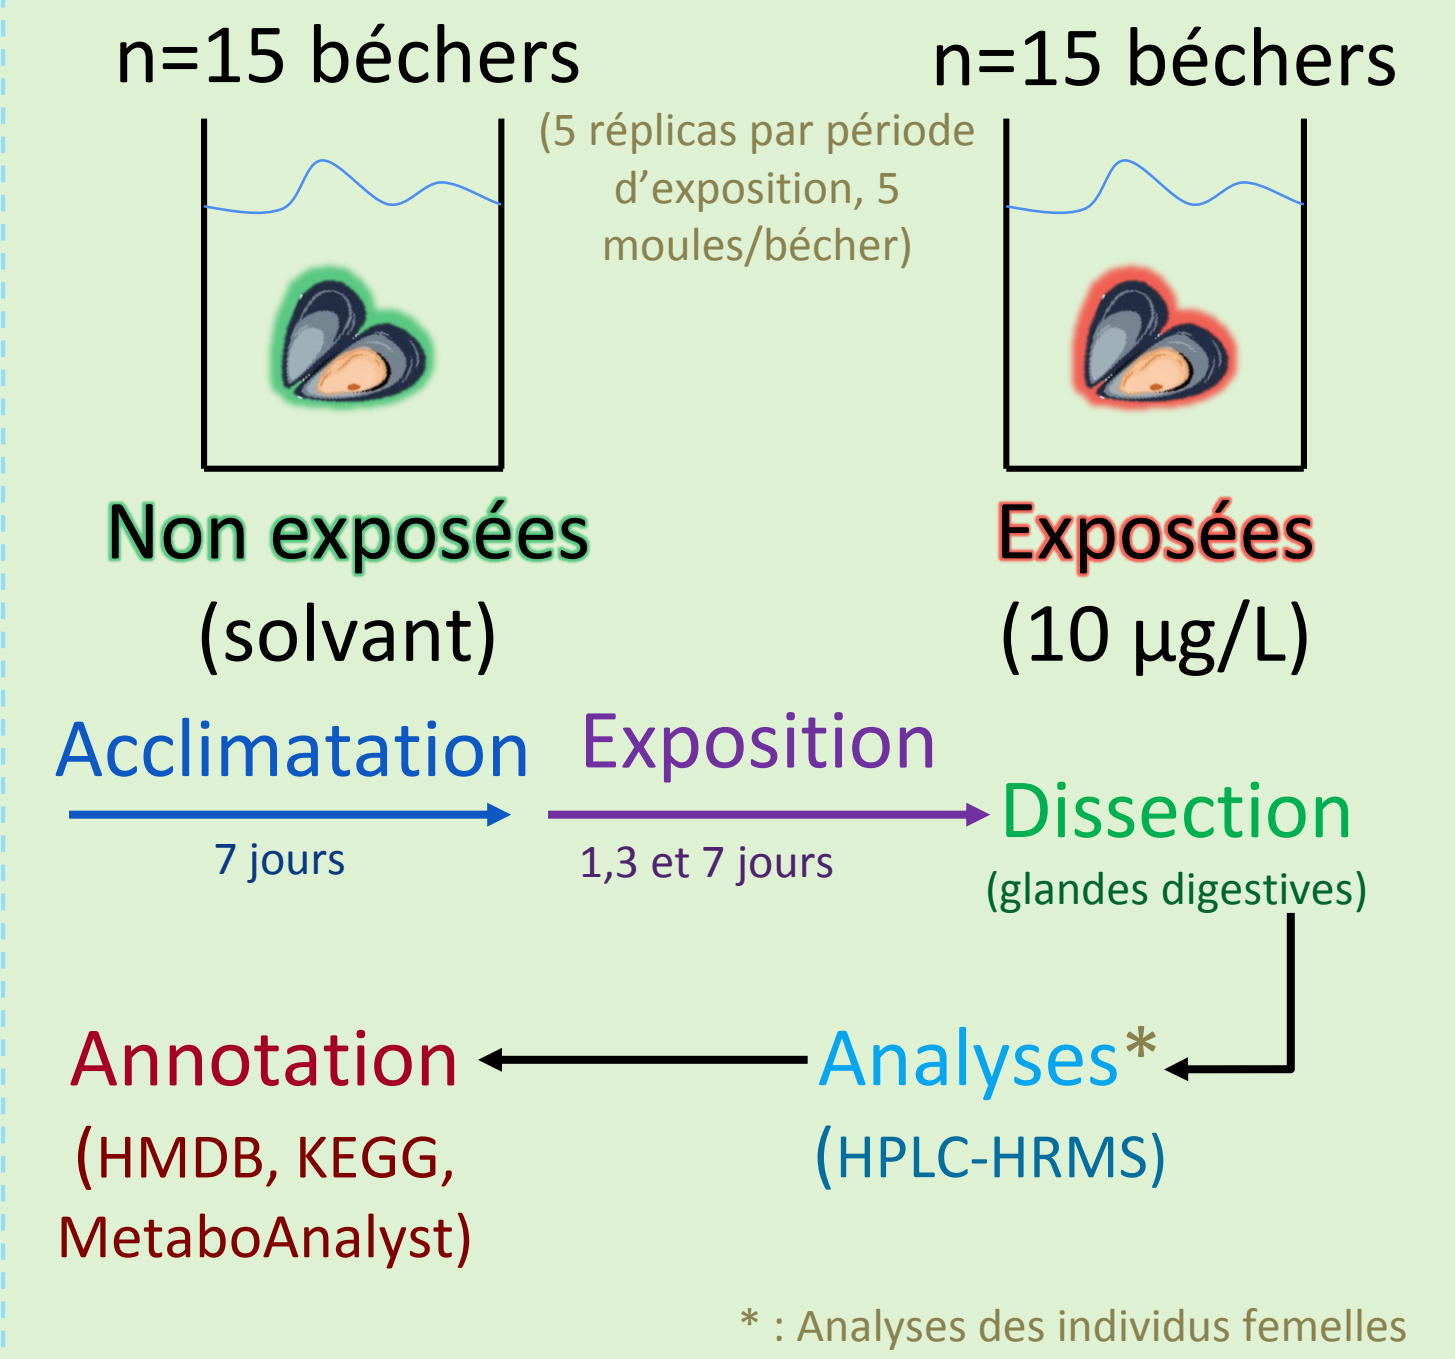 n=15 béchers
n=15 béchers
(5 réplicas par période
d’exposition, 5
moules/bécher)
Non exposées
(solvant)
Exposées
(10 µg/L)
Acclimatation
7 jours
Exposition
1,3 et 7 jours
Dissection
(glandes digestives)
Analyses*
(HPLC-HRMS)
Annotation
(HMDB, KEGG,
MetaboAnalyst)
* : Analyses des individus femelles